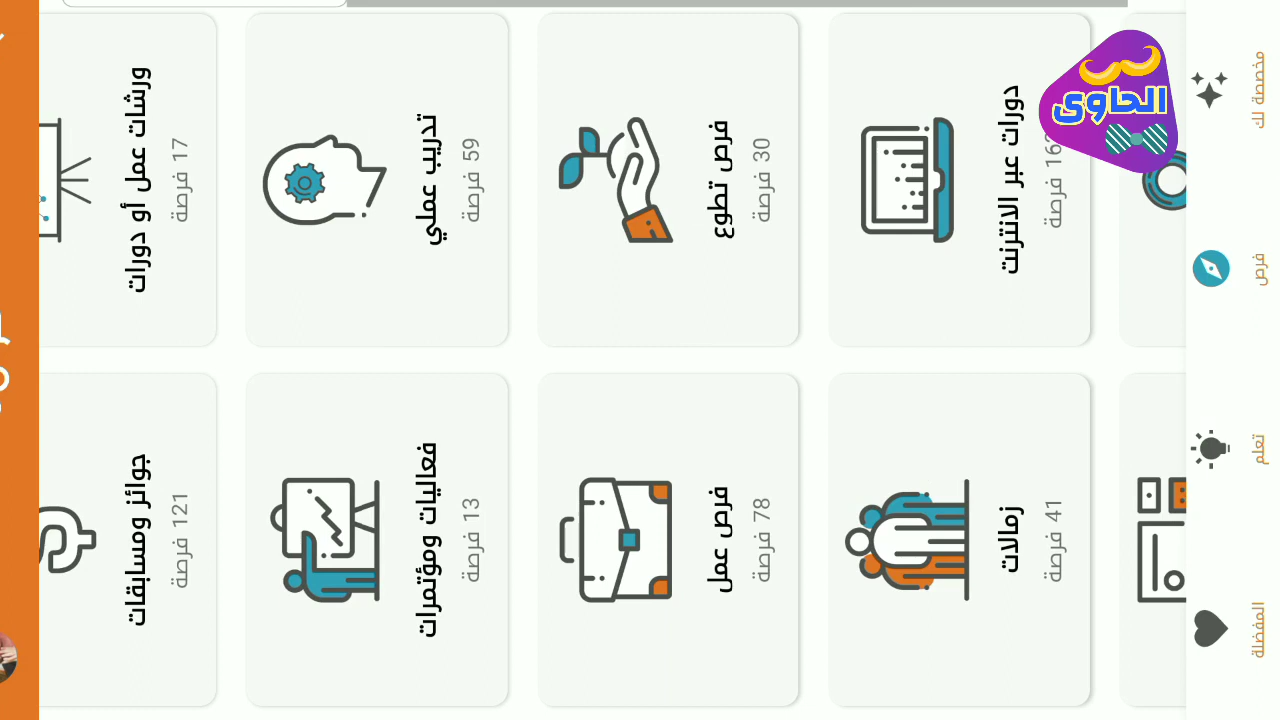 ورشات عمل أو دورات
17 فرصة
جوائز ومسابقات
121 فرصة
تدريب عملي
59 فرصة
فعاليات ومؤتمرات
13 فرصة
فرص تطوع
30 فرصة
فرص عمل
78 فرصة
دورات عبر الانترنت
فرصة
زمالات
41 فرصة
الحاوى
مخصصة لك
فرص
تعلم
المفضلة